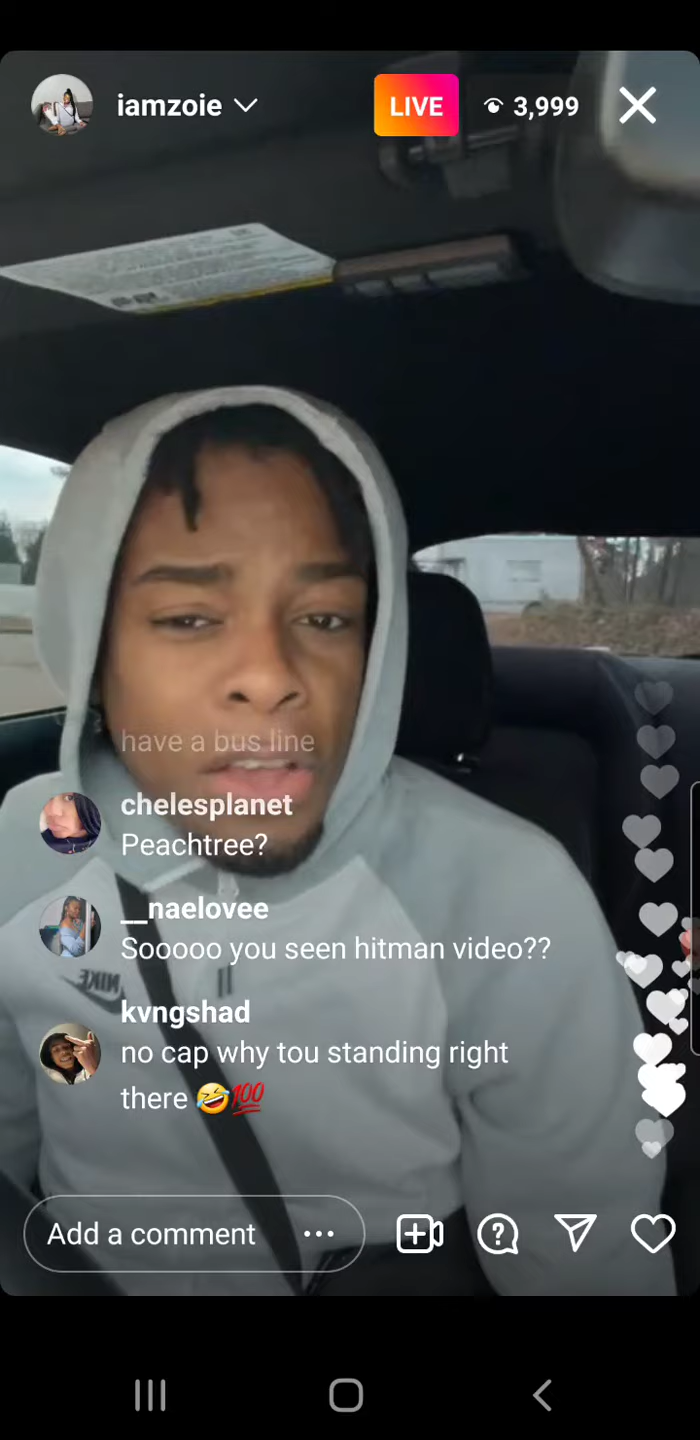 iamzoie
LIVE
3,999
have a bus line
chelesplanet
Peachtree?
__naelovee
Sooooo you seen hitman video??
kvngshad
no cap why tou standing right
there 🤣💯
NIKE
Add a comment